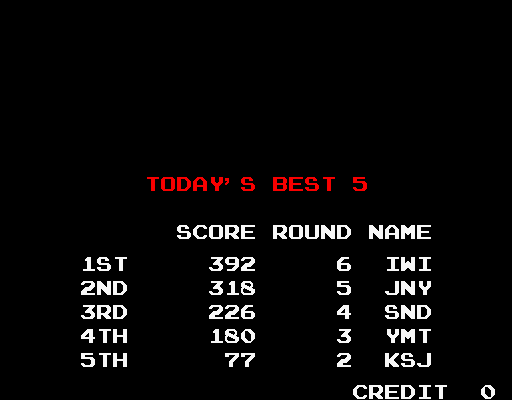 TODAY'S BEST 5
SCORE ROUND NAME
1ST 392 6 IWI
2ND 318 5 JNY
3RD 226 4 SND
4TH 180 3 YMT
5TH 77 2 KSJ
CREDIT 0